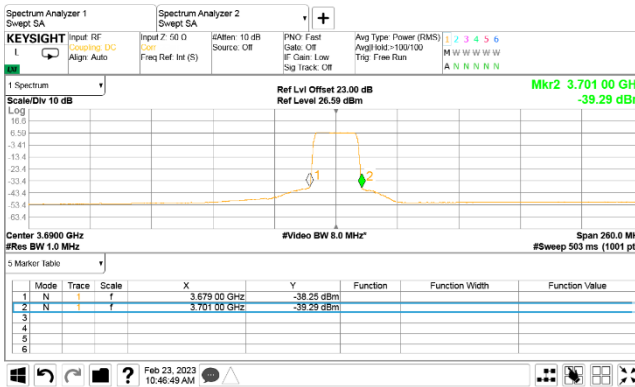 Spectrum Analyzer 1
Swept SA
Spectrum Analyzer 2
Swept SA
KEYSIGHT
L
Input: RF
Coupling: DC
Align: Auto
Input Z: 50 Ω
Corr
Freq Ref: Int (S)
#Atten: 10 dB
Source: Off
PNO: Fast
Gate: Off
IF Gain: Low
Sig Track: Off
Avg Type: Power (RMS)
Avg|Hold:>100/100
Trig: Free Run
1 2 3 4 5 6
M W W W W W
A N N N N N
1 Spectrum
Scale/Div 10 dB
Ref Lvl Offset 23.00 dB
Ref Level 26.59 dBm
Mkr2 3.701 00 GH
-39.29 dBm
Log
16.6
6.59
-3.41
-13.4
-23.4
-33.4
-43.4
-53.4
-63.4
1
2
Center 3.6900 GHz
#Res BW 1.0 MHz
#Video BW 8.0 MHz*
Span 260.0 M
#Sweep 503 ms (1001 pt
5 Marker Table
Mode Trace Scale X Y Function Function Width Function Value
1 N 1 f 3.679 00 GHz -38.25 dBm
2 N 1 f 3.701 00 GHz -39.29 dBm
3
4
5
6
?
Feb 23, 2023
10:46:49 AM